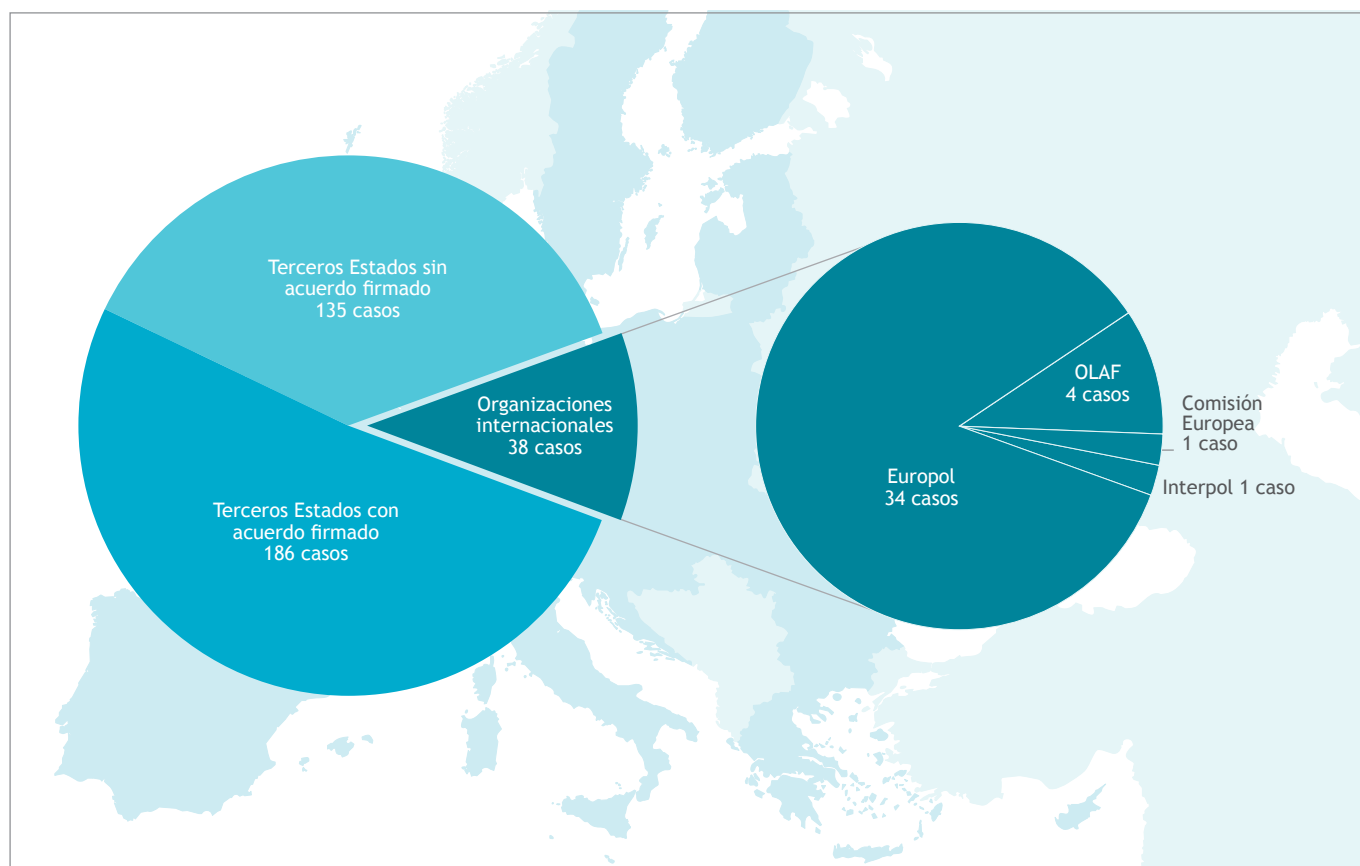 Terceros Estados sin
acuerdo firmado
135 casos
Organizaciones
internacionales
38 casos
Terceros Estados con
acuerdo firmado
186 casos
OLAF
4 casos
Comisión
Europea
1 caso
Interpol 1 caso
Europol
34 casos